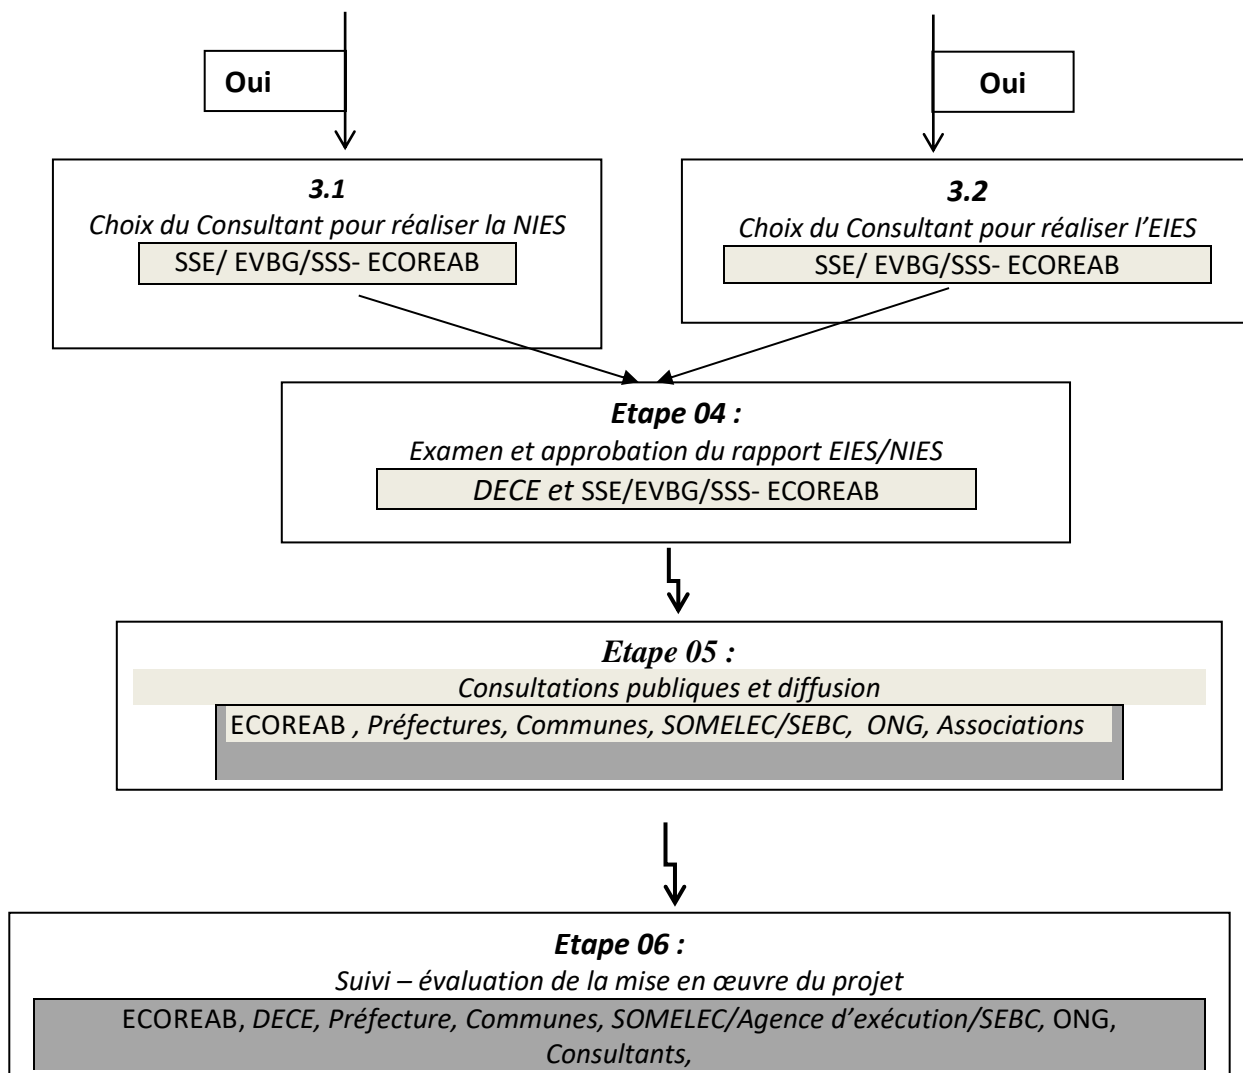 Oui
Oui
3.1
Choix du Consultant pour réaliser la NIES
SSE/ EVBG/SSS- ECOREAB
3.2
Choix du Consultant pour réaliser l’EIES
SSE/ EVBG/SSS- ECOREAB
Etape 04 :
Examen et approbation du rapport EIES/NIES
DECE et SSE/EVBG/SSS- ECOREAB
Etape 05 :
Consultations publiques et diffusion
ECOREAB , Préfectures, Communes, SOMELEC/SEBC, ONG, Associations
Etape 06 :
Suivi – évaluation de la mise en œuvre du projet
ECOREAB, DECE, Préfecture, Communes, SOMELEC/Agence d’exécution/SEBC, ONG,
Consultants,